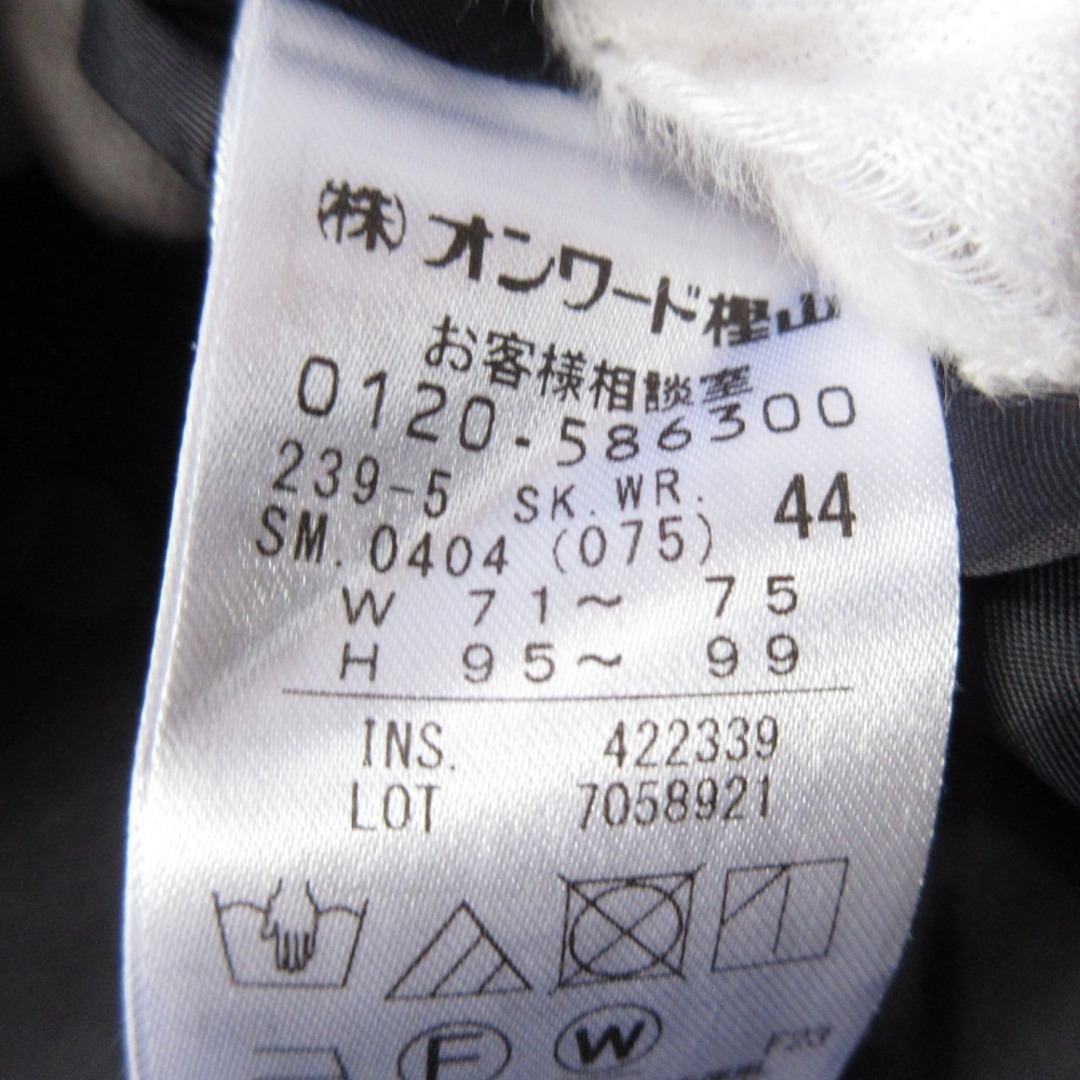 ㈱オンワード樫山
お客様相談室
0120-586300
239-5 SK.WR. 44
SM.0404(075)
W 71~ 75
H 95~ 99
INS. 422339
LOT 7058921
F W F23